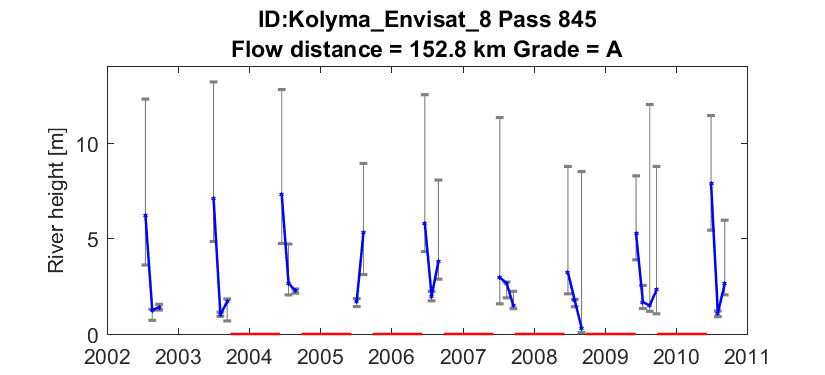 ID:Kolyma_Envisat_8 Pass 845
Flow distance = 152.8 km Grade = A
River height [m]
10
5
0
2002 2003 2004 2005 2006 2007 2008 2009 2010 2011